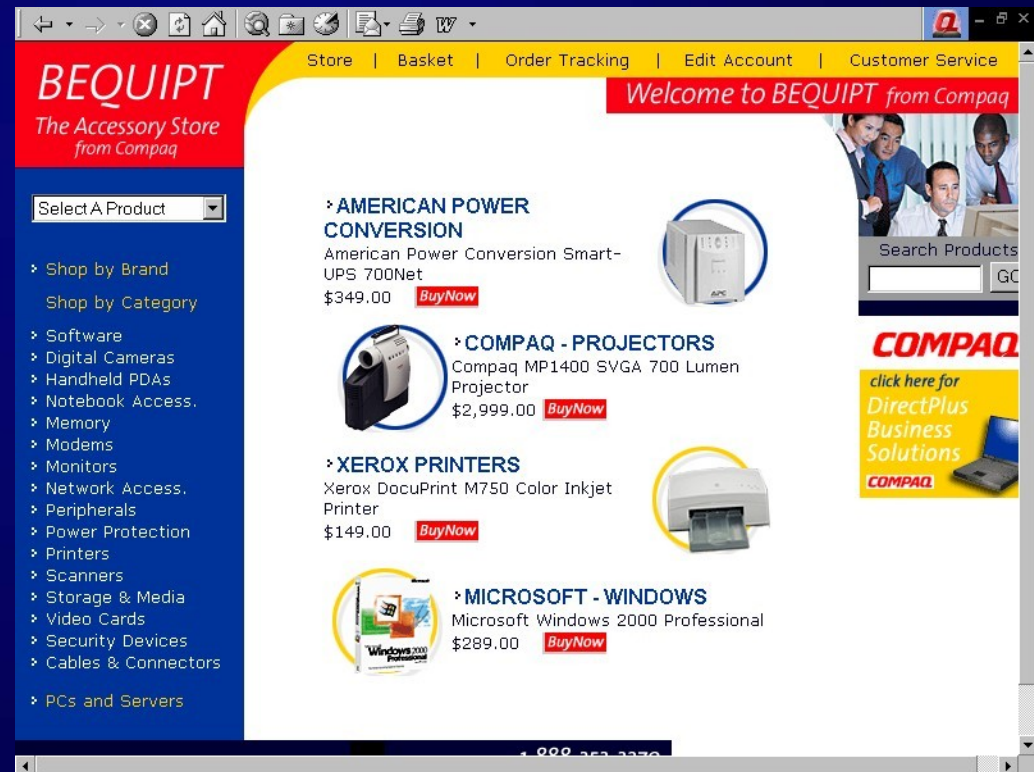 BEQUIPT
The Accessory Store
from Compaq
Store | Basket | Order Tracking | Edit Account | Customer Service
Welcome to BEQUIPT from Compaq
Select A Product
Shop by Brand
Shop by Category
Software
Digital Cameras
Handheld PDAs
Notebook Access.
Memory
Modems
Monitors
Network Access.
Peripherals
Power Protection
Printers
Scanners
Storage & Media
Video Cards
Security Devices
Cables & Connectors
PCs and Servers
AMERICAN POWER
CONVERSION
American Power Conversion Smart-
UPS 700Net
$349.00 BuyNow
APC
COMPAQ - PROJECTORS
Compaq MP1400 SVGA 700 Lumen
Projector
$2,999.00 BuyNow
XEROX PRINTERS
Xerox DocuPrint M750 Color Inkjet
Printer
$149.00 BuyNow
MICROSOFT - WINDOWS
Microsoft Windows 2000 Professional
$289.00 BuyNow
Windows 2000
Professional
Search Products
GO
COMPAQ
click here for
DirectPlus
Business
Solutions
COMPAQ